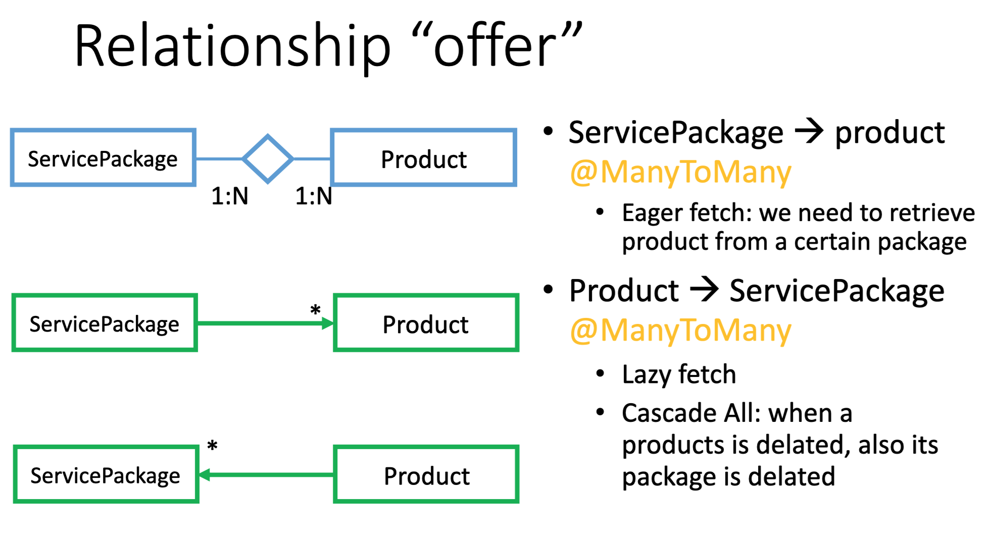 Relationship “offer”
ServicePackage
Product
1:N
1:N
ServicePackage
*
Product
ServicePackage
*
Product
• ServicePackage → product
@ManyToMany
• Eager fetch: we need to retrieve
product from a certain package
• Product → ServicePackage
@ManyToMany
• Lazy fetch
• Cascade All: when a
products is delated, also its
package is delated